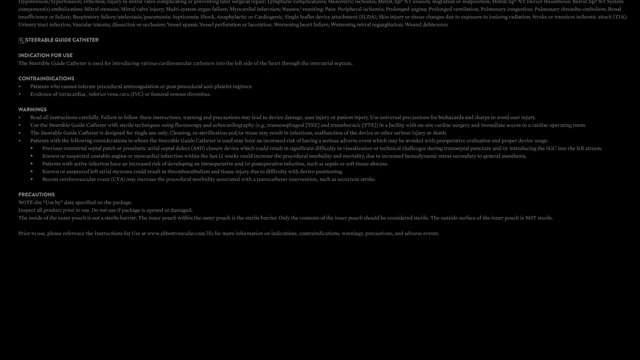 Hypotension/hypertension, Infection; Injury to mitral valve complicating or preventing later surgical repair; Lymphatic complications; Mesenteric ischemia; MitraClip® NT erosion, migration or malposition; MitraClip® NT Device thrombosis; MitraClip® NT System
component(s) embolization; Mitral stenosis; Mitral valve injury; Multi-system organ failure; Myocardial infarction; Nausea/vomiting; Pain; Peripheral ischemia; Prolonged angina; Prolonged ventilation; Pulmonary congestion; Pulmonary thrombo-embolism; Renal
insufficiency or failure; Respiratory failure/atelectasis/pneumonia; Septicemia; Shock, Anaphylactic or Cardiogenic; Single leaflet device attachment (SLDA); Skin injury or tissue changes due to exposure to ionizing radiation; Stroke or transient ischemic attack (TIA);
Urinary tract infection; Vascular trauma, dissection or occlusion; Vessel spasm; Vessel perforation or laceration; Worsening heart failure; Worsening mitral regurgitation; Wound dehiscence
STEERABLE GUIDE CATHETER
INDICATION FOR USE
The Steerable Guide Catheter is used for introducing various cardiovascular catheters into the left side of the heart through the interatrial septum.
CONTRAINDICATIONS
• Patients who cannot tolerate procedural anticoagulation or post procedural anti-platelet regimen
• Evidence of intracardiac, inferior vena cava (IVC) or femoral venous thrombus.
WARNINGS
• Read all instructions carefully. Failure to follow these instructions, warning and precautions may lead to device damage, user injury or patient injury. Use universal precautions for biohazards and sharps to avoid user injury.
• Use the Steerable Guide Catheter with sterile techniques using fluoroscopy and echocardiography (e.g., transesophageal [TEE] and transthoracic [TTE]) in a facility with on-site cardiac surgery and immediate access to a cardiac operating room.
• The Steerable Guide Catheter is designed for single use only. Cleaning, re-sterilization and/or reuse may result in infections, malfunction of the device or other serious injury or death.
• Patients with the following considerations in whom the Steerable Guide Catheter is used may have an increased risk of having a serious adverse event which may be avoided with preoperative evaluation and proper device usage.
• Previous interatrial septal patch or prosthetic atrial septal defect (ASD) closure device which could result in significant difficulty in visualization or technical challenges during transseptal puncture and/or introducing the SGC into the left atrium.
• Known or suspected unstable angina or myocardial infarction within the last 12 weeks could increase the procedural morbidity and mortality, due to increased hemodynamic stress secondary to general anesthesia.
• Patients with active infection have an increased risk of developing an intraoperative and/or postoperative infection, such as sepsis or soft tissue abscess.
• Known or suspected left atrial myxoma could result in thromboembolism and tissue injury due to difficulty with device positioning.
• Recent cerebrovascular event (CVA) may increase the procedural morbidity associated with a transcatheter intervention, such as recurrent stroke.
PRECAUTIONS
NOTE the "Use by" date specified on the package.
Inspect all product prior to use. Do not use if package is opened or damaged.
The inside of the outer pouch is not a sterile barrier. The inner pouch within the outer pouch is the sterile barrier. Only the contents of the inner pouch should be considered sterile. The outside surface of the inner pouch is NOT sterile.
Prior to use, please reference the Instructions for Use at www.abbottvascular.com/ifu for more information on indications, contraindications, warnings, precautions, and adverse events.